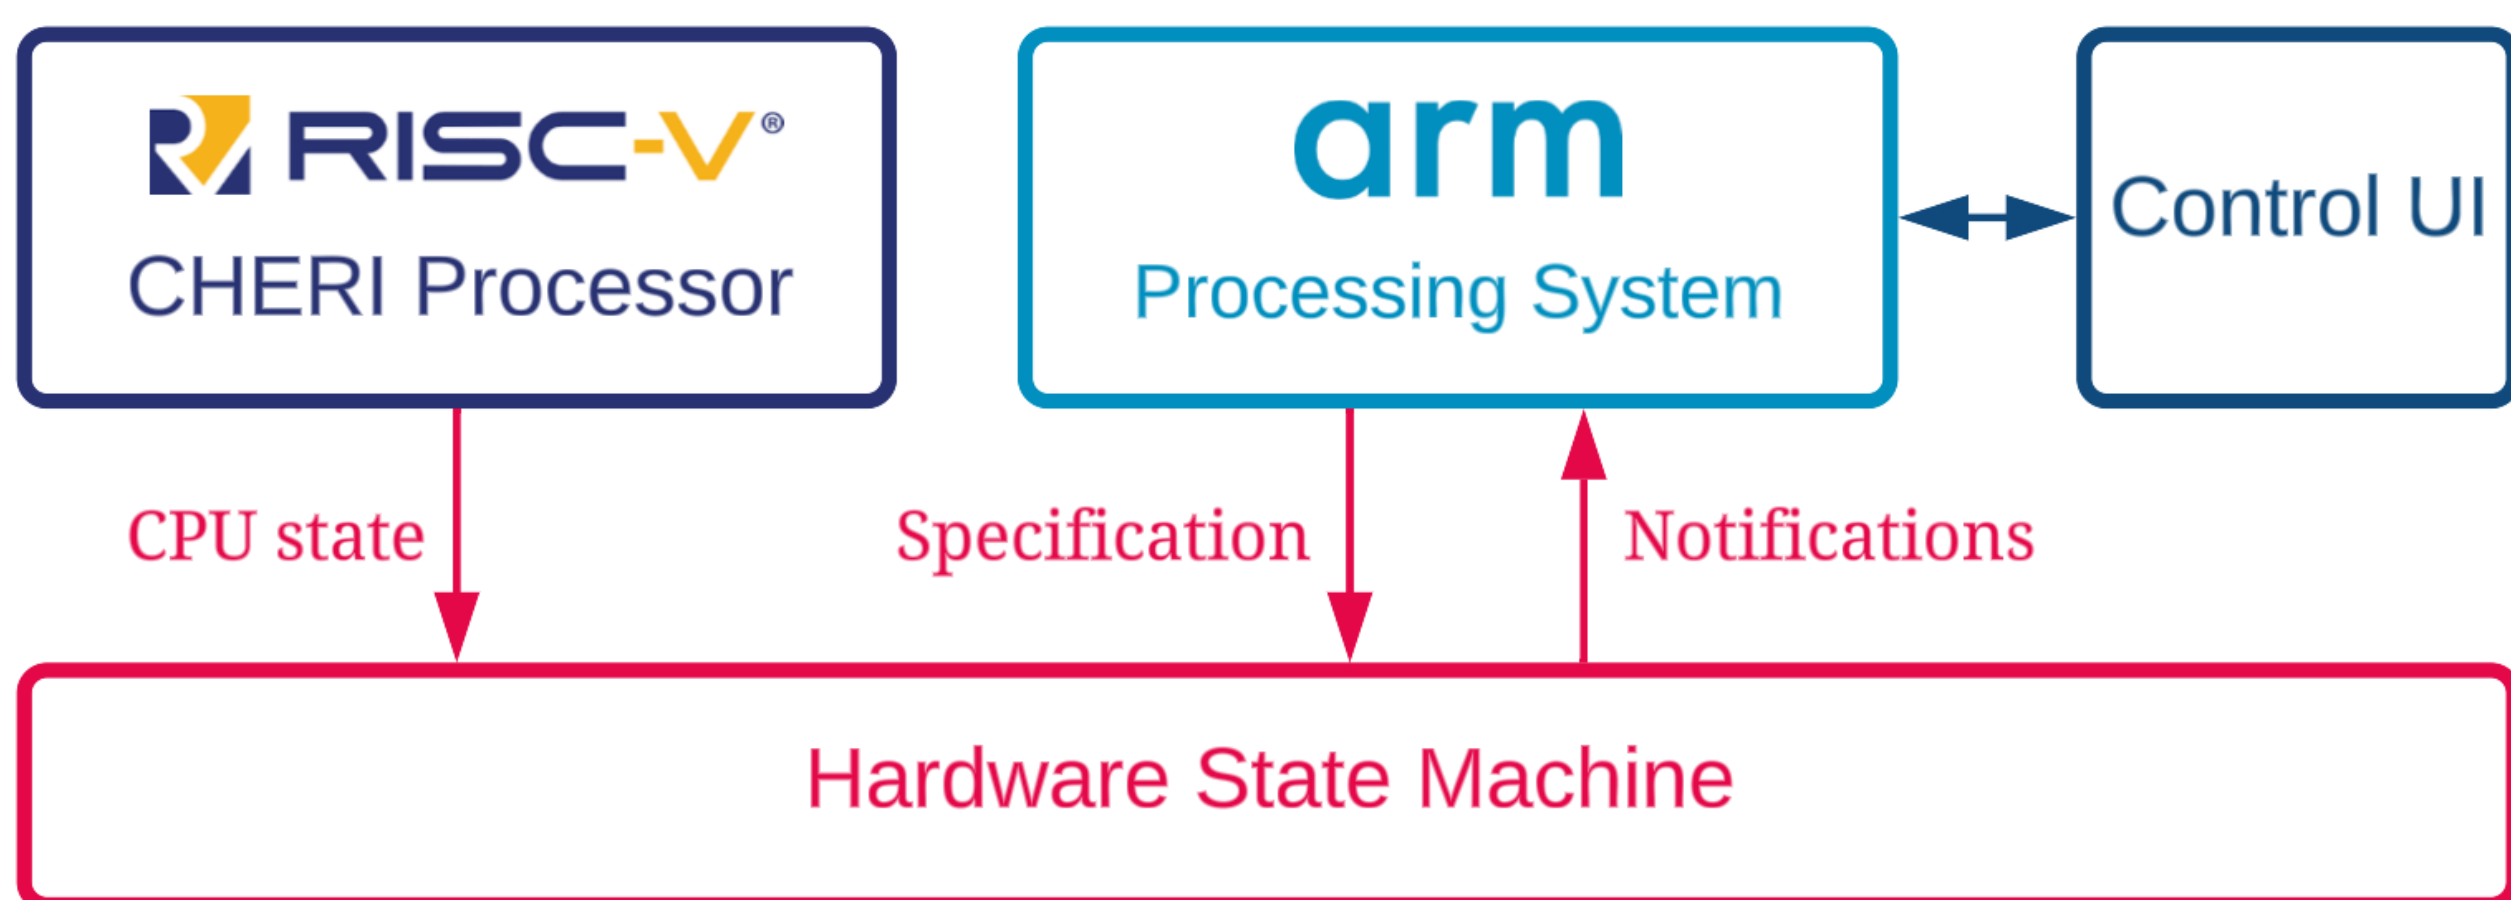 RISC-V®
CHERI Processor
arm
Processing System
Control UI
CPU state
Specification
Notifications
Hardware State Machine